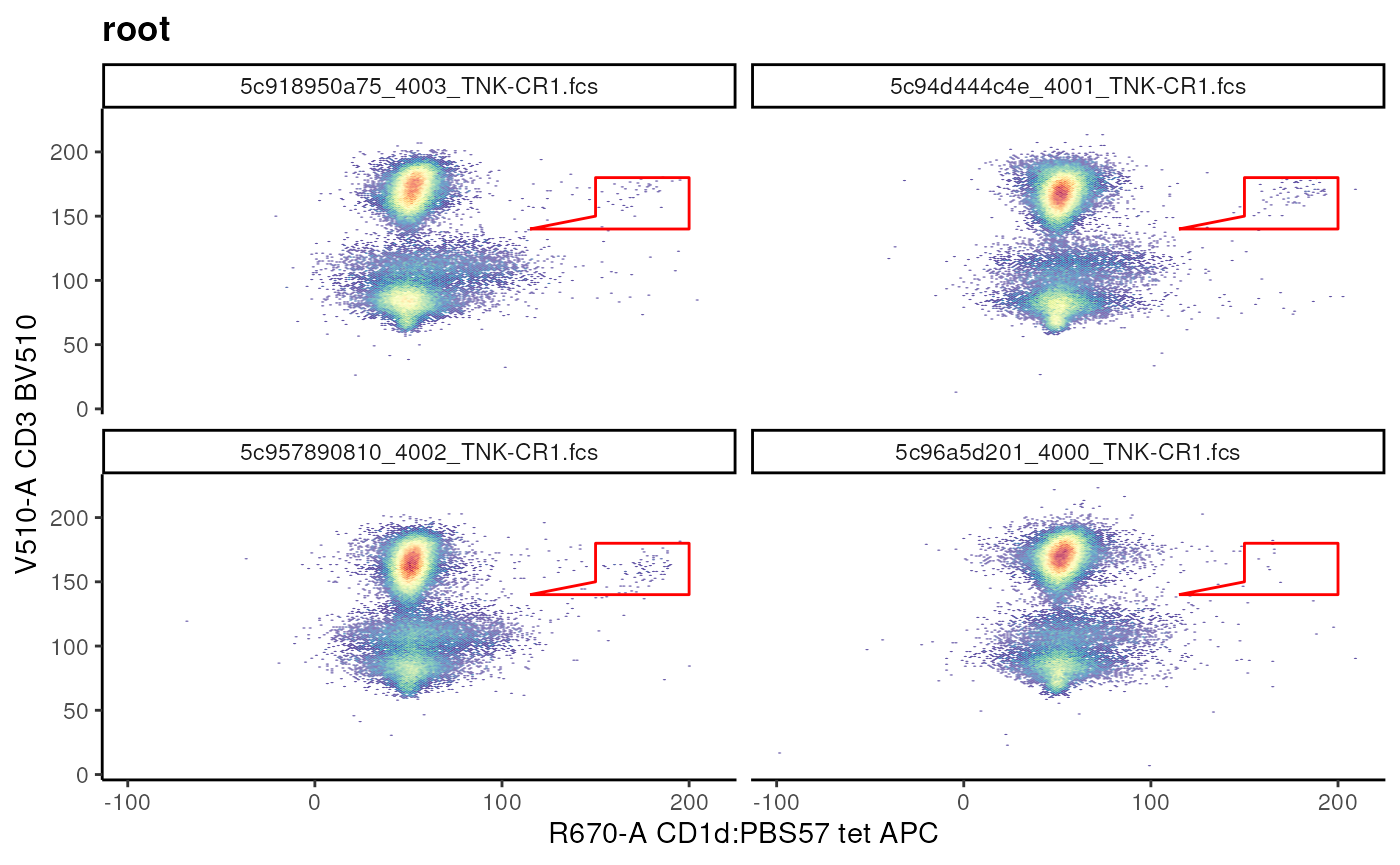 root
5c918950a75_4003_TNK-CR1.fcs
5c94d444c4e_4001_TNK-CR1.fcs
200
150
100
50
0
5c957890810_4002_TNK-CR1.fcs
5c96a5d201_4000_TNK-CR1.fcs
200
150
100
50
0
V510-A CD3 BV510
-100 0 100 200 -100 0 100 200
R670-A CD1d:PBS57 tet APC